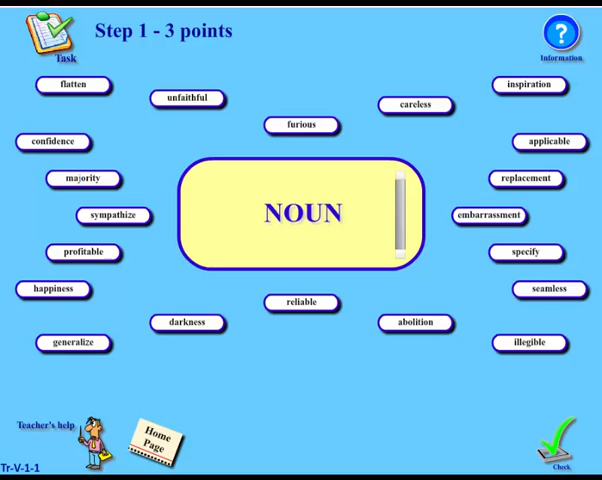 Step 1 - 3 points
Task
Information
flatten
inspiration
unfaithful
careless
furious
confidence
applicable
majority
replacement
NOUN
sympathize
embarrassment
profitable
specify
happiness
seamless
reliable
darkness
abolition
generalize
illegible
Teacher's help
Home
Page
Tr-V-1-1
Check